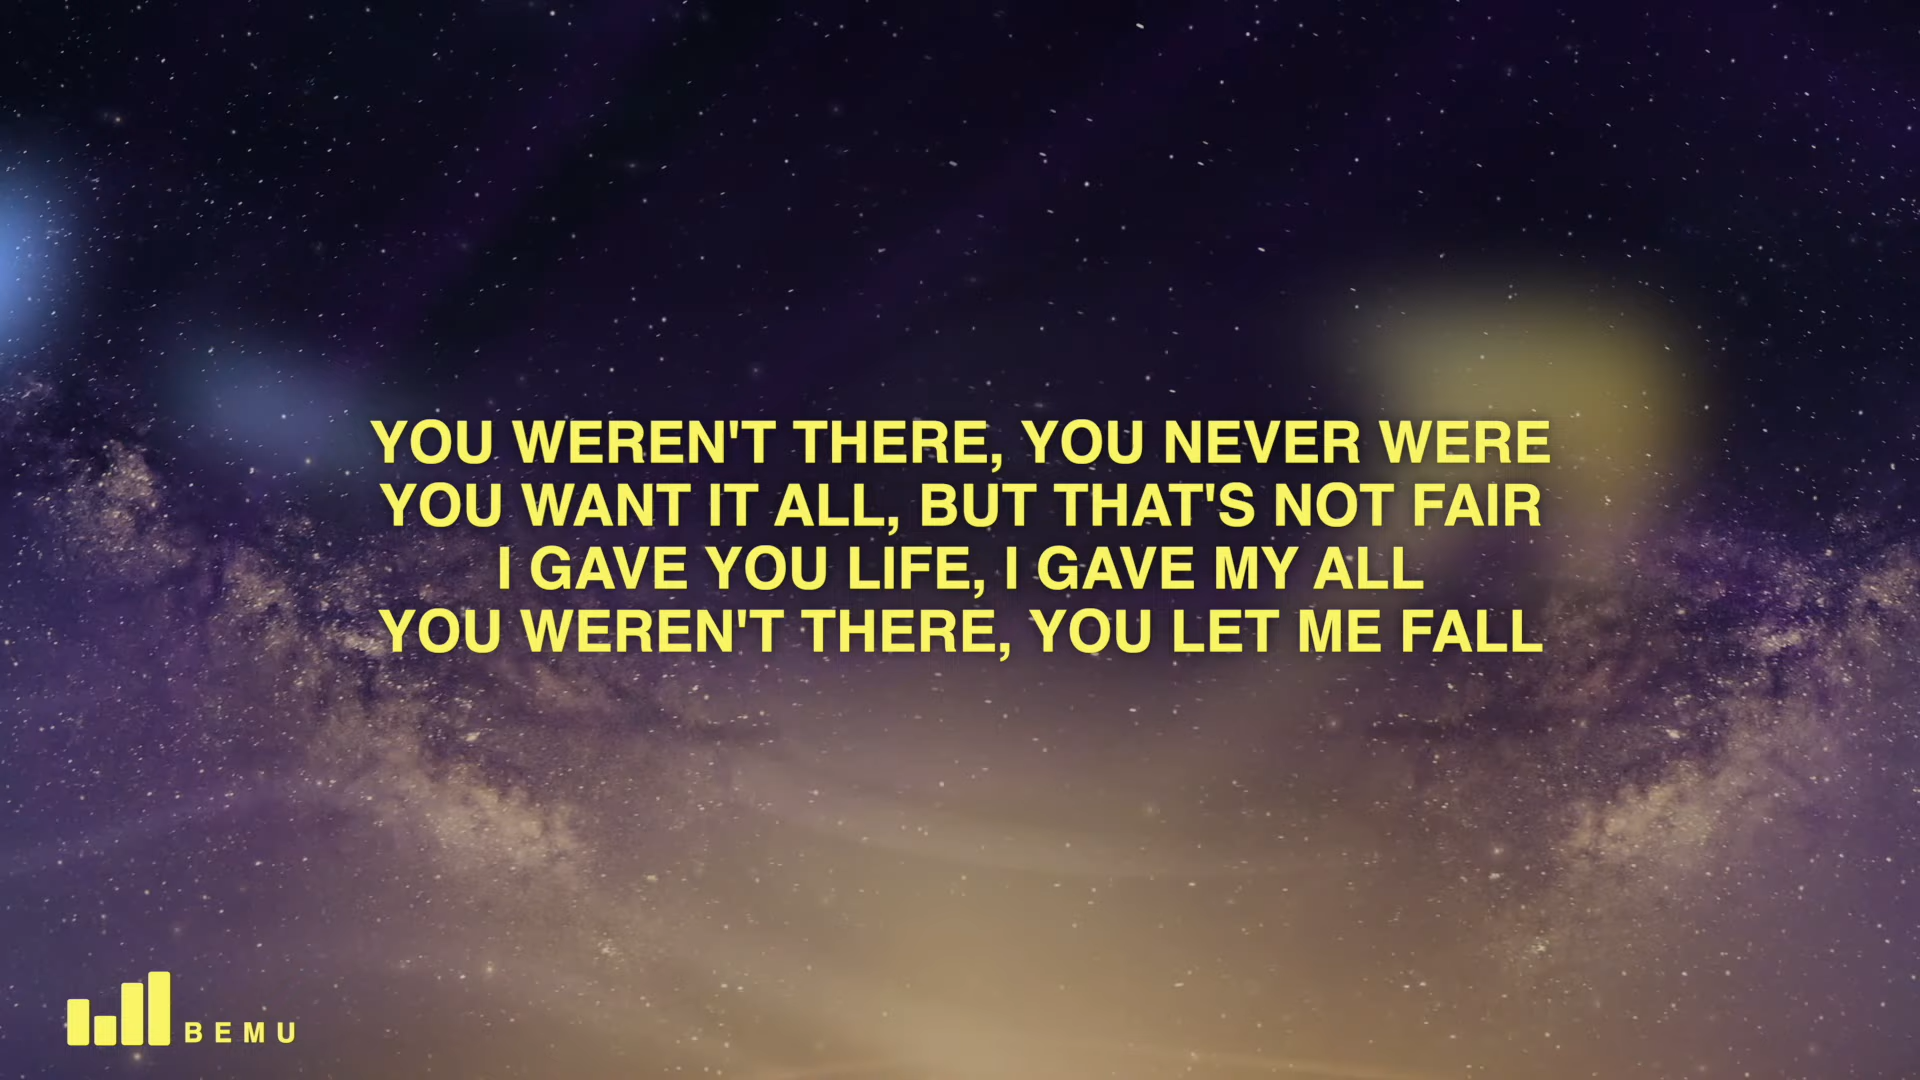 YOU WEREN'T THERE, YOU NEVER WERE
YOU WANT IT ALL, BUT THAT'S NOT FAIR
I GAVE YOU LIFE, I GAVE MY ALL
YOU WEREN'T THERE, YOU LET ME FALL
BEMU